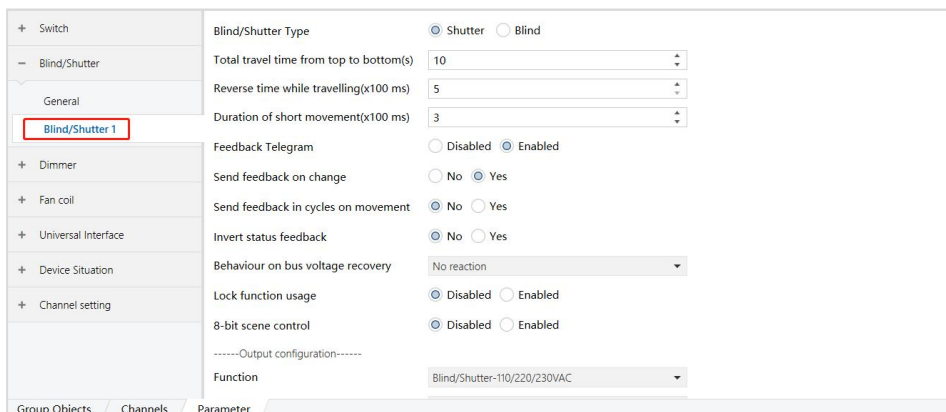 + Switch
− Blind/Shutter
General
Blind/Shutter 1
+ Dimmer
+ Fan coil
+ Universal Interface
+ Device Situation
+ Channel setting
Blind/Shutter Type Shutter Blind
Total travel time from top to bottom(s) 10
Reverse time while travelling(x100 ms) 5
Duration of short movement(x100 ms) 3
Feedback Telegram Disabled Enabled
Send feedback on change No Yes
Send feedback in cycles on movement No Yes
Invert status feedback No Yes
Behaviour on bus voltage recovery No reaction
Lock function usage Disabled Enabled
8-bit scene control Disabled Enabled
------Output configuration------
Function Blind/Shutter-110/220/230VAC
Group Objects Channels Parameter